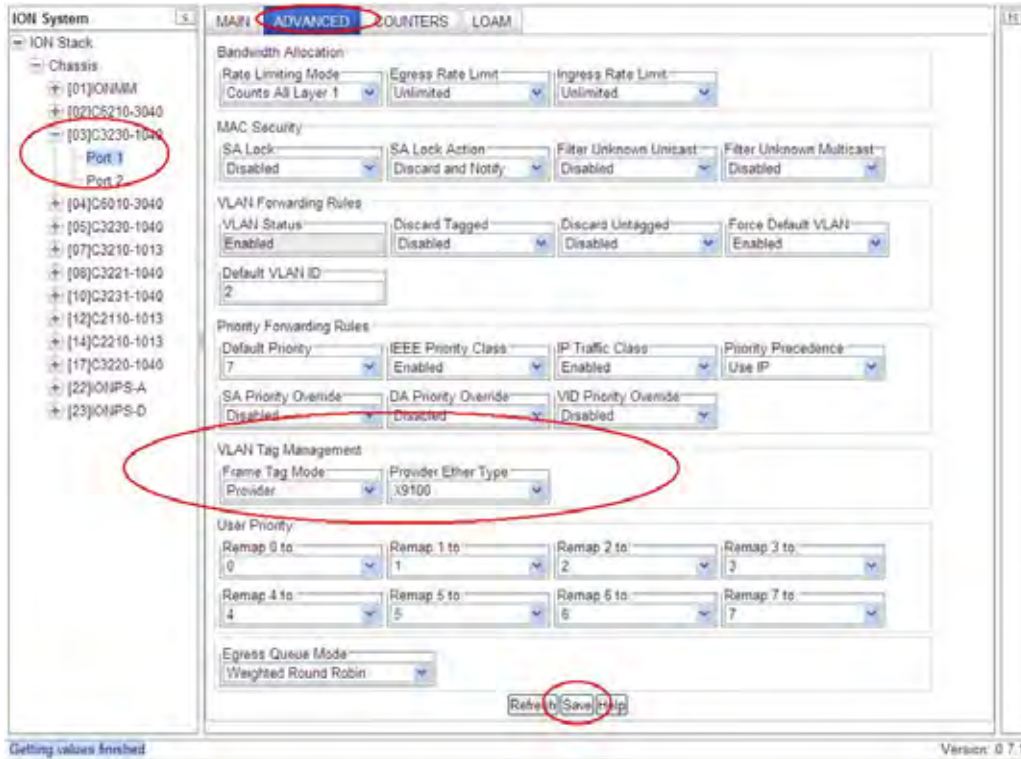 ION System
ION Stack
Chassis
[01]IONMM
[02]C6210-3040
[03]C3230-1040
Port 1
Port 2
[04]C6010-3040
[05]C3230-1040
[07]C3210-1013
[08]C3221-1040
[10]C3231-1040
[12]C2110-1013
[14]C2210-1013
[17]C3220-1040
[22]IONPS-A
[23]IONPS-D
MAIN ADVANCED COUNTERS LOAM
Bandwidth Allocation
Rate Limiting Mode Egress Rate Limit Ingress Rate Limit
Counts All Layer 1 Unlimited Unlimited
MAC Security
SA Lock SA Lock Action Filter Unknown Unicast Filter Unknown Multicast
Disabled Discard and Notify Disabled Disabled
VLAN Forwarding Rules
VLAN Status Discard Tagged Discard Untagged Force Default VLAN
Enabled Disabled Disabled Enabled
Default VLAN ID
2
Priority Forwarding Rules
Default Priority IEEE Priority Class IP Traffic Class Priority Precedence
7 Enabled Enabled Use IP
SA Priority Override DA Priority Override VID Priority Override
Disabled Disabled Disabled
VLAN Tag Management
Frame Tag Mode Provider Ether Type
Provider X9100
User Priority
Remap 0 to Remap 1 to Remap 2 to Remap 3 to
0 1 2 3
Remap 4 to Remap 5 to Remap 6 to Remap 7 to
4 5 6 7
Egress Queue Mode
Weighted Round Robin
Refresh Save Help
Getting values finished
Version: 0.7.1